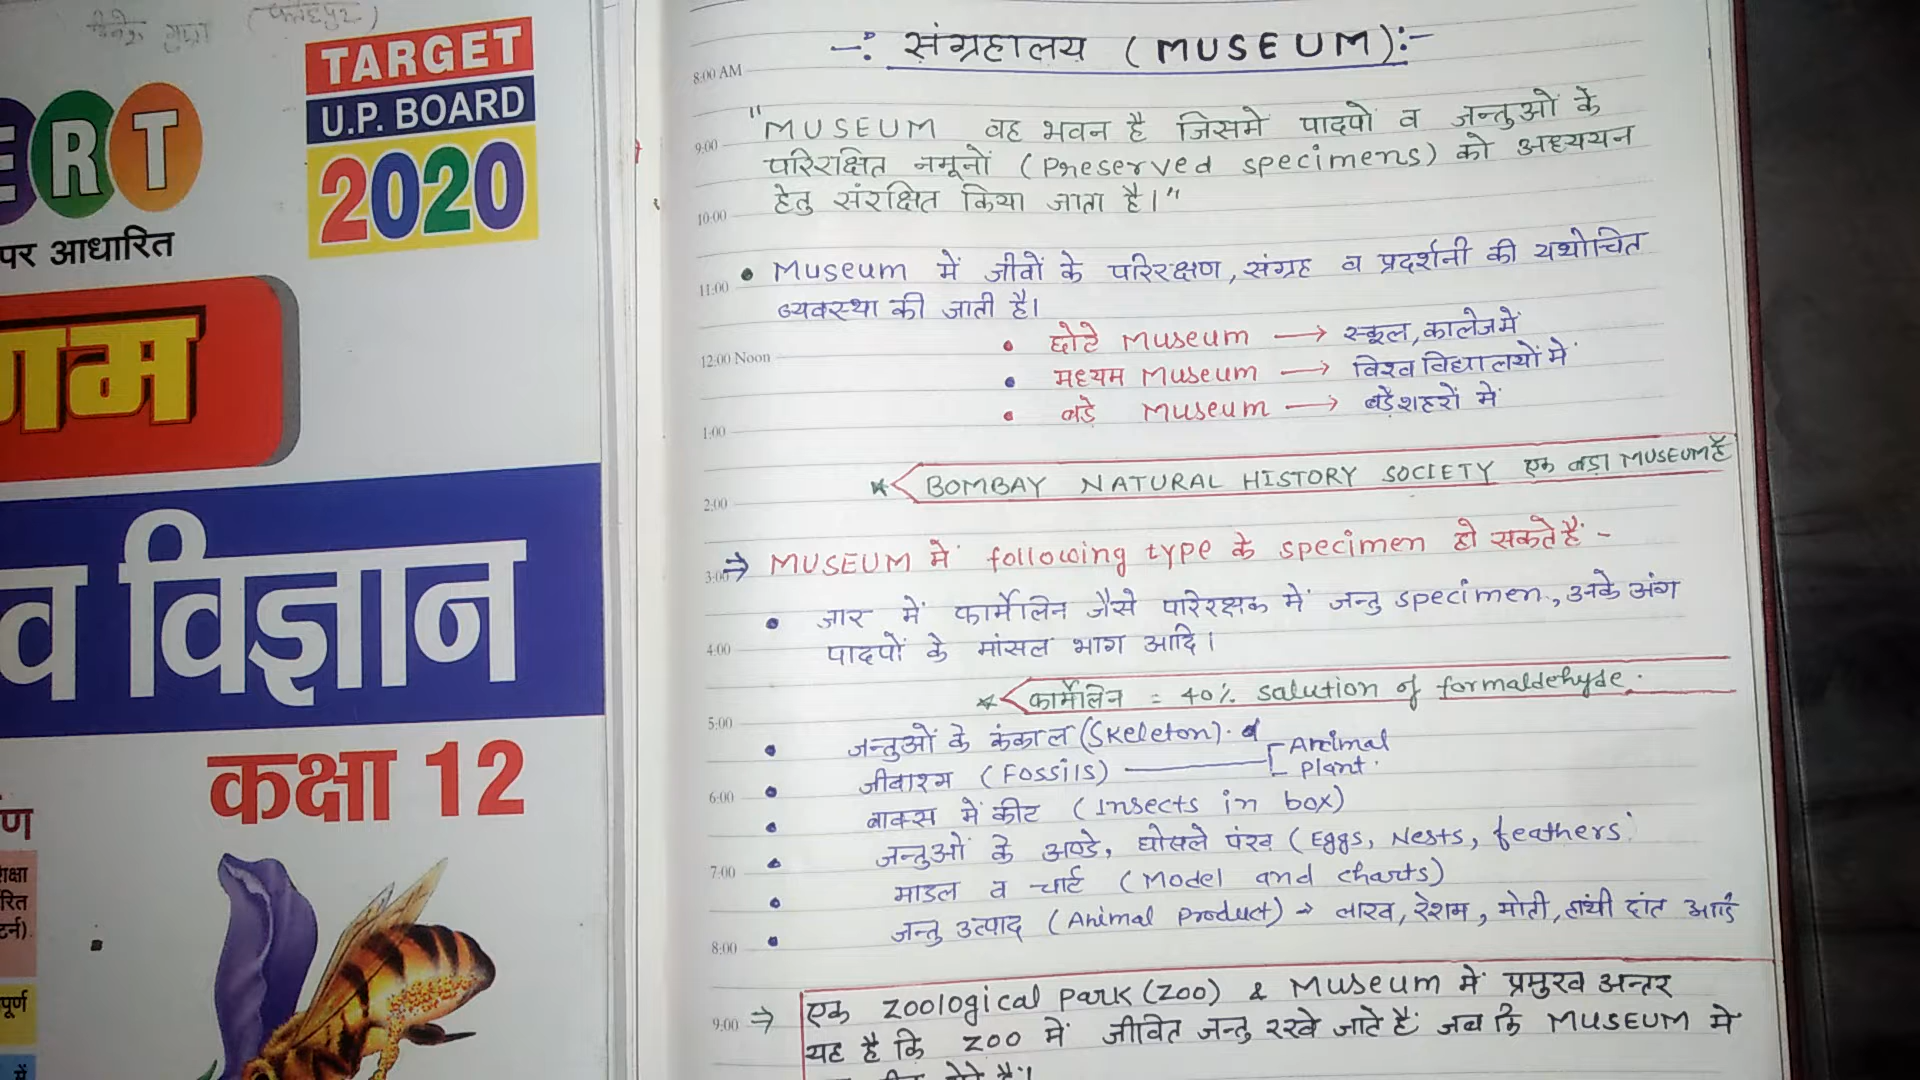 (फतेहपुर)
TARGET
U.P. BOARD
2020
ERT
पर आधारित
गम
व विज्ञान
कक्षा 12
ण
पूर्ण
में
-: संग्रहालय (MUSEUM):-
8:00 AM
"MUSEUM वह भवन है जिसमे पादपों व जन्तुओं के
9:00
परिरक्षित नमूनों (Preserved specimens) को अध्ययन
हेतु संरक्षित किया जाता है।"
10:00
• Museum में जीवों के परिरक्षण, संग्रह व प्रदर्शनी की यथोचित
11:00
व्यवस्था की जाती है।
• छोटे Museum → स्कूल, कालेज में
12:00 Noon
• मध्यम Museum → विश्व विद्यालयों में
• बड़े Museum → बड़े शहरों में
1:00
* BOMBAY NATURAL HISTORY SOCIETY एक बड़ा MUSEUM है
2:00
⇒ MUSEUM में following type के specimen हो सकते हैं -
3:00
• जार में फार्मेलिन जैसे परिरक्षक में जन्तु specimen, उनके अंग
4:00
पादपों के मांसल भाग आदि।
* फार्मेलिन = 40% salution of formaldehyde.
5:00
• जन्तुओं के कंकाल (Skeleton).
• जीवाश्म (Fossils) — Animal
Plant.
6:00
• बाक्स में कीट (Insects in box)
• जन्तुओं के अण्डे, घोसले पंख (Eggs, Nests, feathers
7:00
• माडल व चार्ट (Model and charts)
• जन्तु उत्पाद (Animal Product) → लाख, रेशम, मोती, हांथी दांत आदि
8:00
⇒ एक Zoological Park (ZOO) & Museum में प्रमुख अन्तर
9:00
यह है कि ZOO में जीवित जन्तु रखे जाते हैं जब कि MUSEUM में